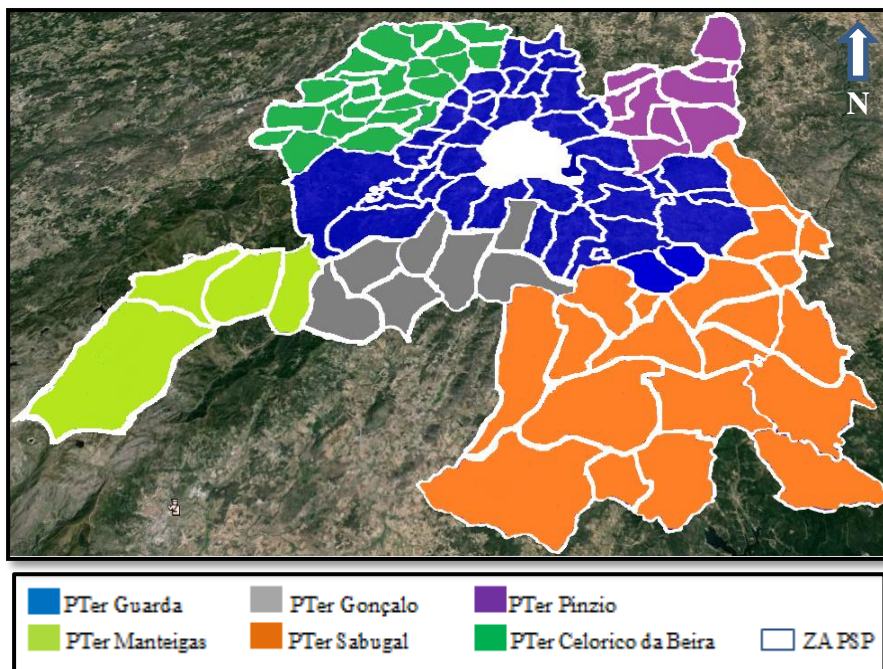 N
PTer Guarda PTer Gonçalo PTer Pinzio
PTer Manteigas PTer Sabugal PTer Celorico da Beira ZA PSP